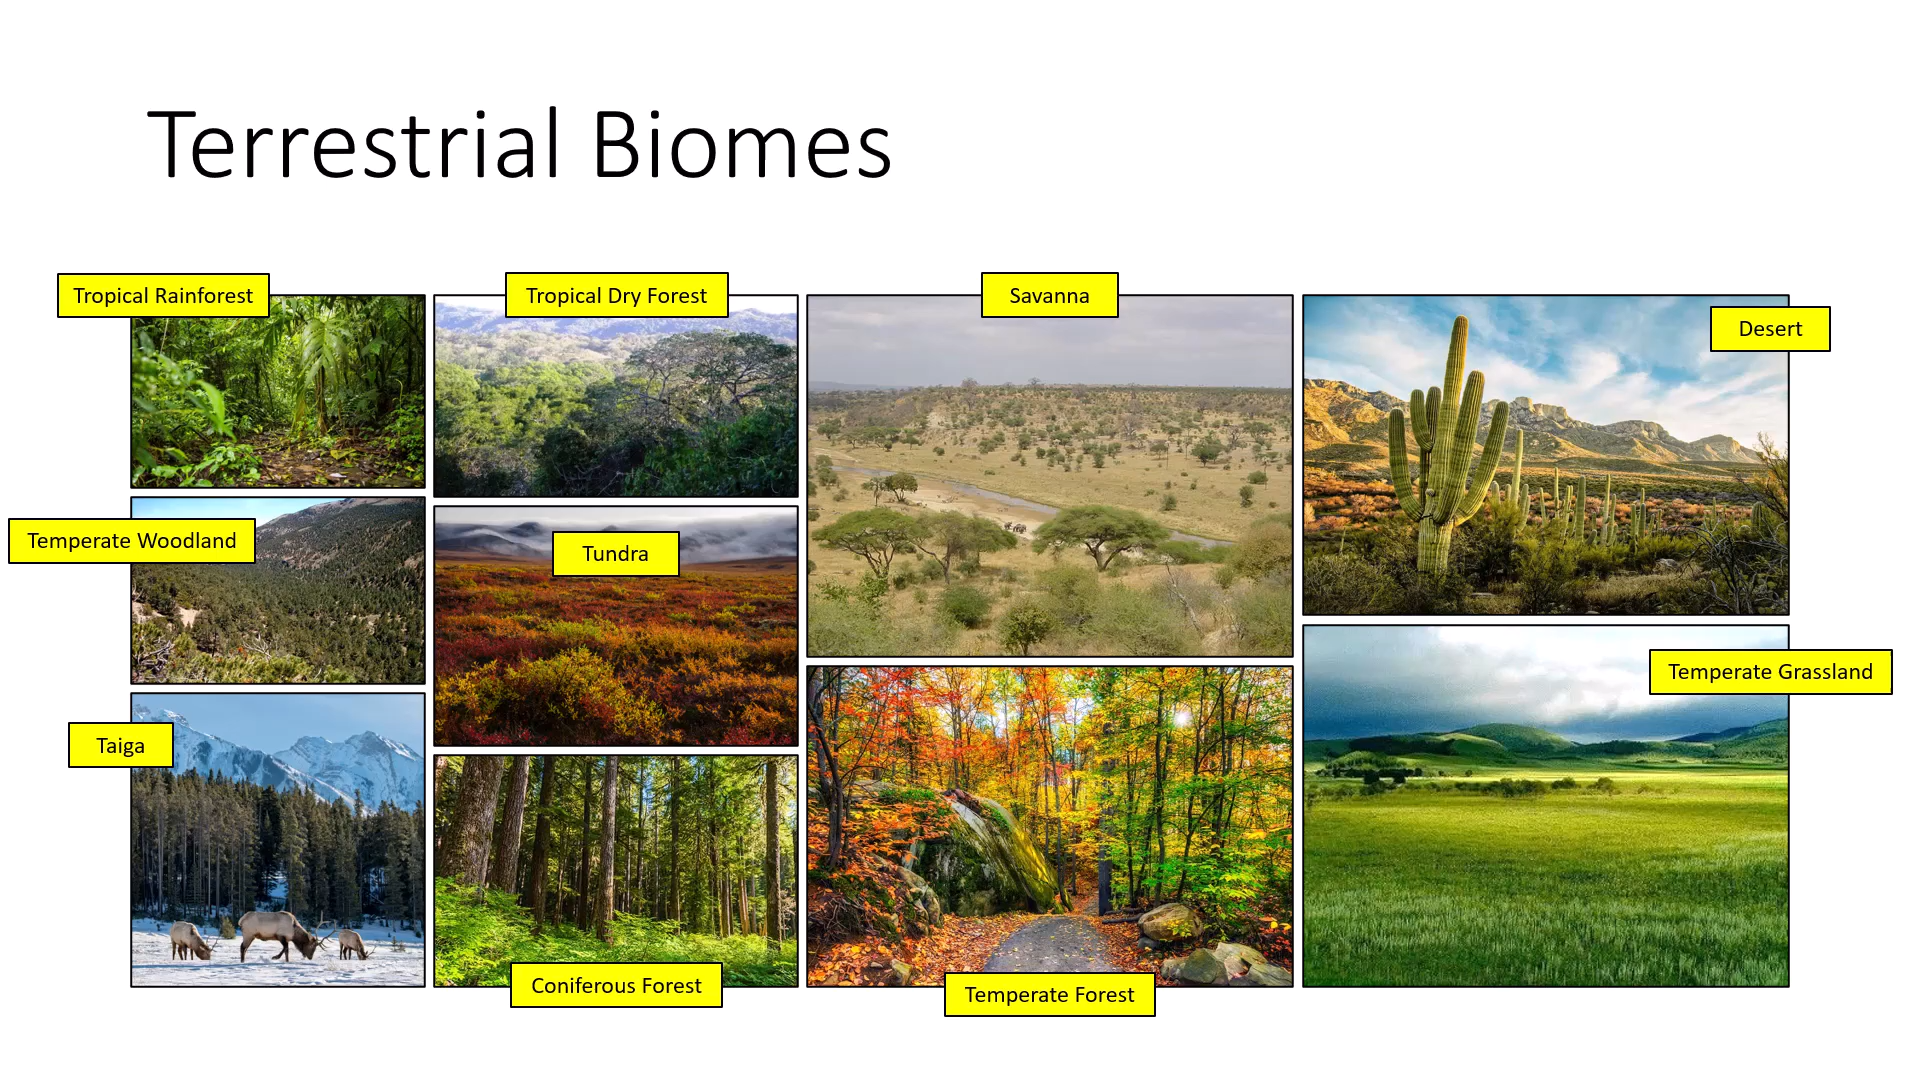 Terrestrial Biomes
Tropical Rainforest
Tropical Dry Forest
Savanna
Desert
Temperate Woodland
Tundra
Temperate Grassland
Taiga
Coniferous Forest
Temperate Forest